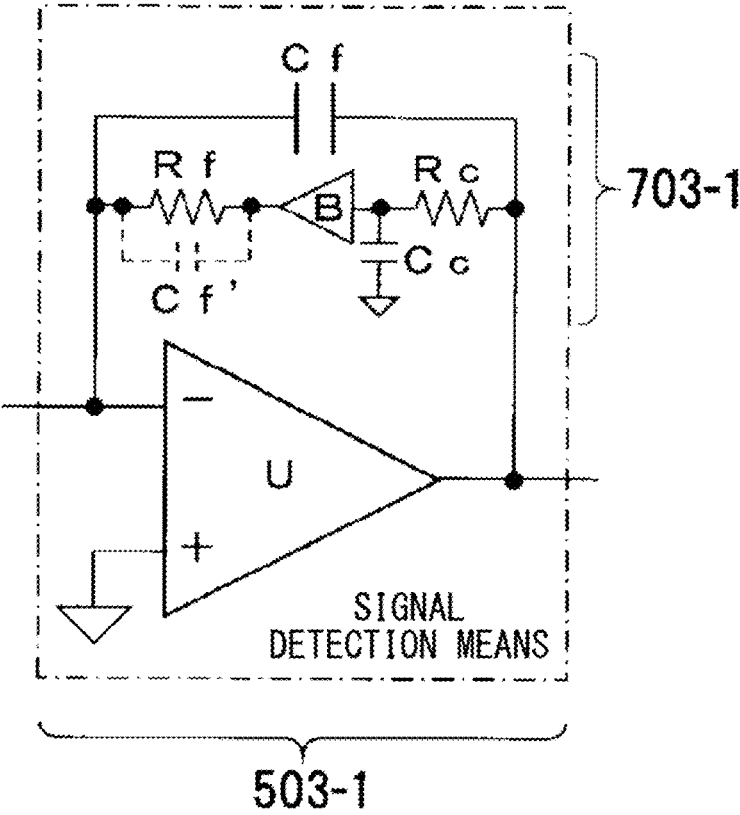 C f
R f
B
R c
C c
C f'
703-1
−
U
+
SIGNAL
DETECTION MEANS
503-1